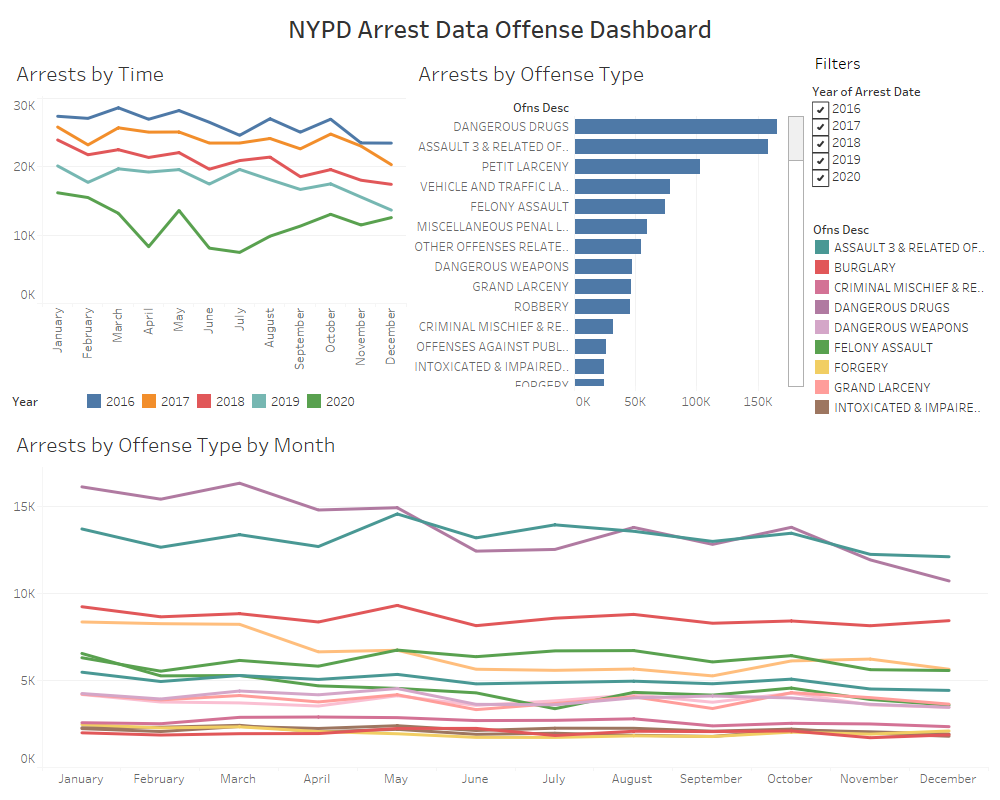 NYPD Arrest Data Offense Dashboard
Arrests by Time
30K
20K
10K
0K
January
February
March
April
May
June
July
August
September
October
November
December
Year
2016
2017
2018
2019
2020
Arrests by Offense Type
Ofns Desc
DANGEROUS DRUGS
ASSAULT 3 & RELATED OF..
PETIT LARCENY
VEHICLE AND TRAFFIC LA..
FELONY ASSAULT
MISCELLANEOUS PENAL L..
OTHER OFFENSES RELATE..
DANGEROUS WEAPONS
GRAND LARCENY
ROBBERY
CRIMINAL MISCHIEF & RE..
OFFENSES AGAINST PUBL..
INTOXICATED & IMPAIRED..
FORGERY
0K
50K
100K
150K
Filters
Year of Arrest Date
2016
2017
2018
2019
2020
Ofns Desc
ASSAULT 3 & RELATED OF..
BURGLARY
CRIMINAL MISCHIEF & RE..
DANGEROUS DRUGS
DANGEROUS WEAPONS
FELONY ASSAULT
FORGERY
GRAND LARCENY
INTOXICATED & IMPAIRE..
Arrests by Offense Type by Month
15K
10K
5K
0K
January
February
March
April
May
June
July
August
September
October
November
December